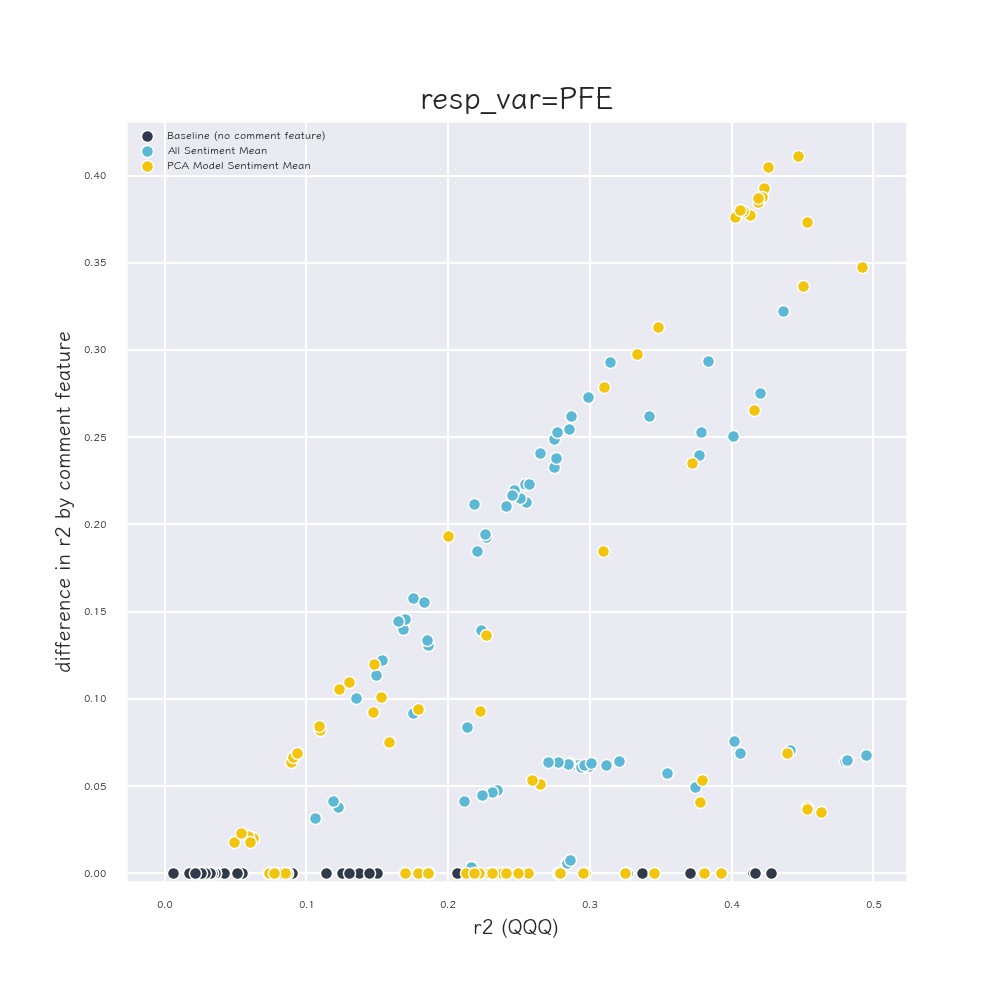 resp_var=PFE
Baseline (no comment feature)
All Sentiment Mean
PCA Model Sentiment Mean
difference in r2 by comment feature
0.40
0.35
0.30
0.25
0.20
0.15
0.10
0.05
0.00
0.0 0.1 0.2 0.3 0.4 0.5
r2 (QQQ)